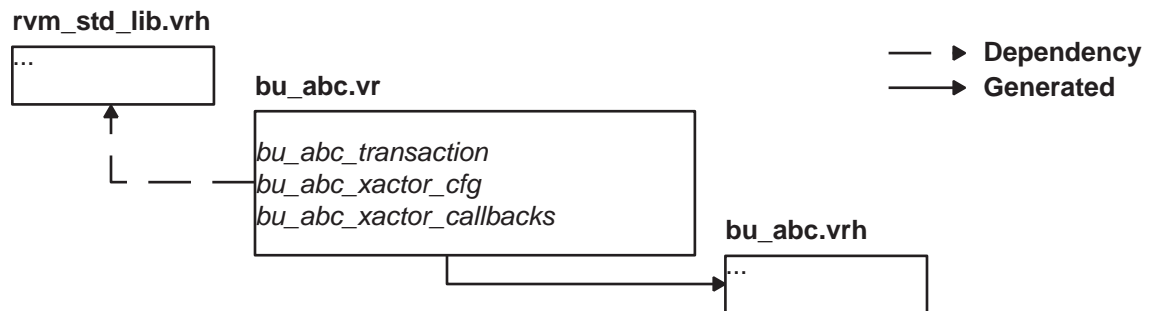 rvm_std_lib.vrh
...
Dependency
Generated
bu_abc.vr
bu_abc_transaction
bu_abc_xactor_cfg
bu_abc_xactor_callbacks
bu_abc.vrh
...